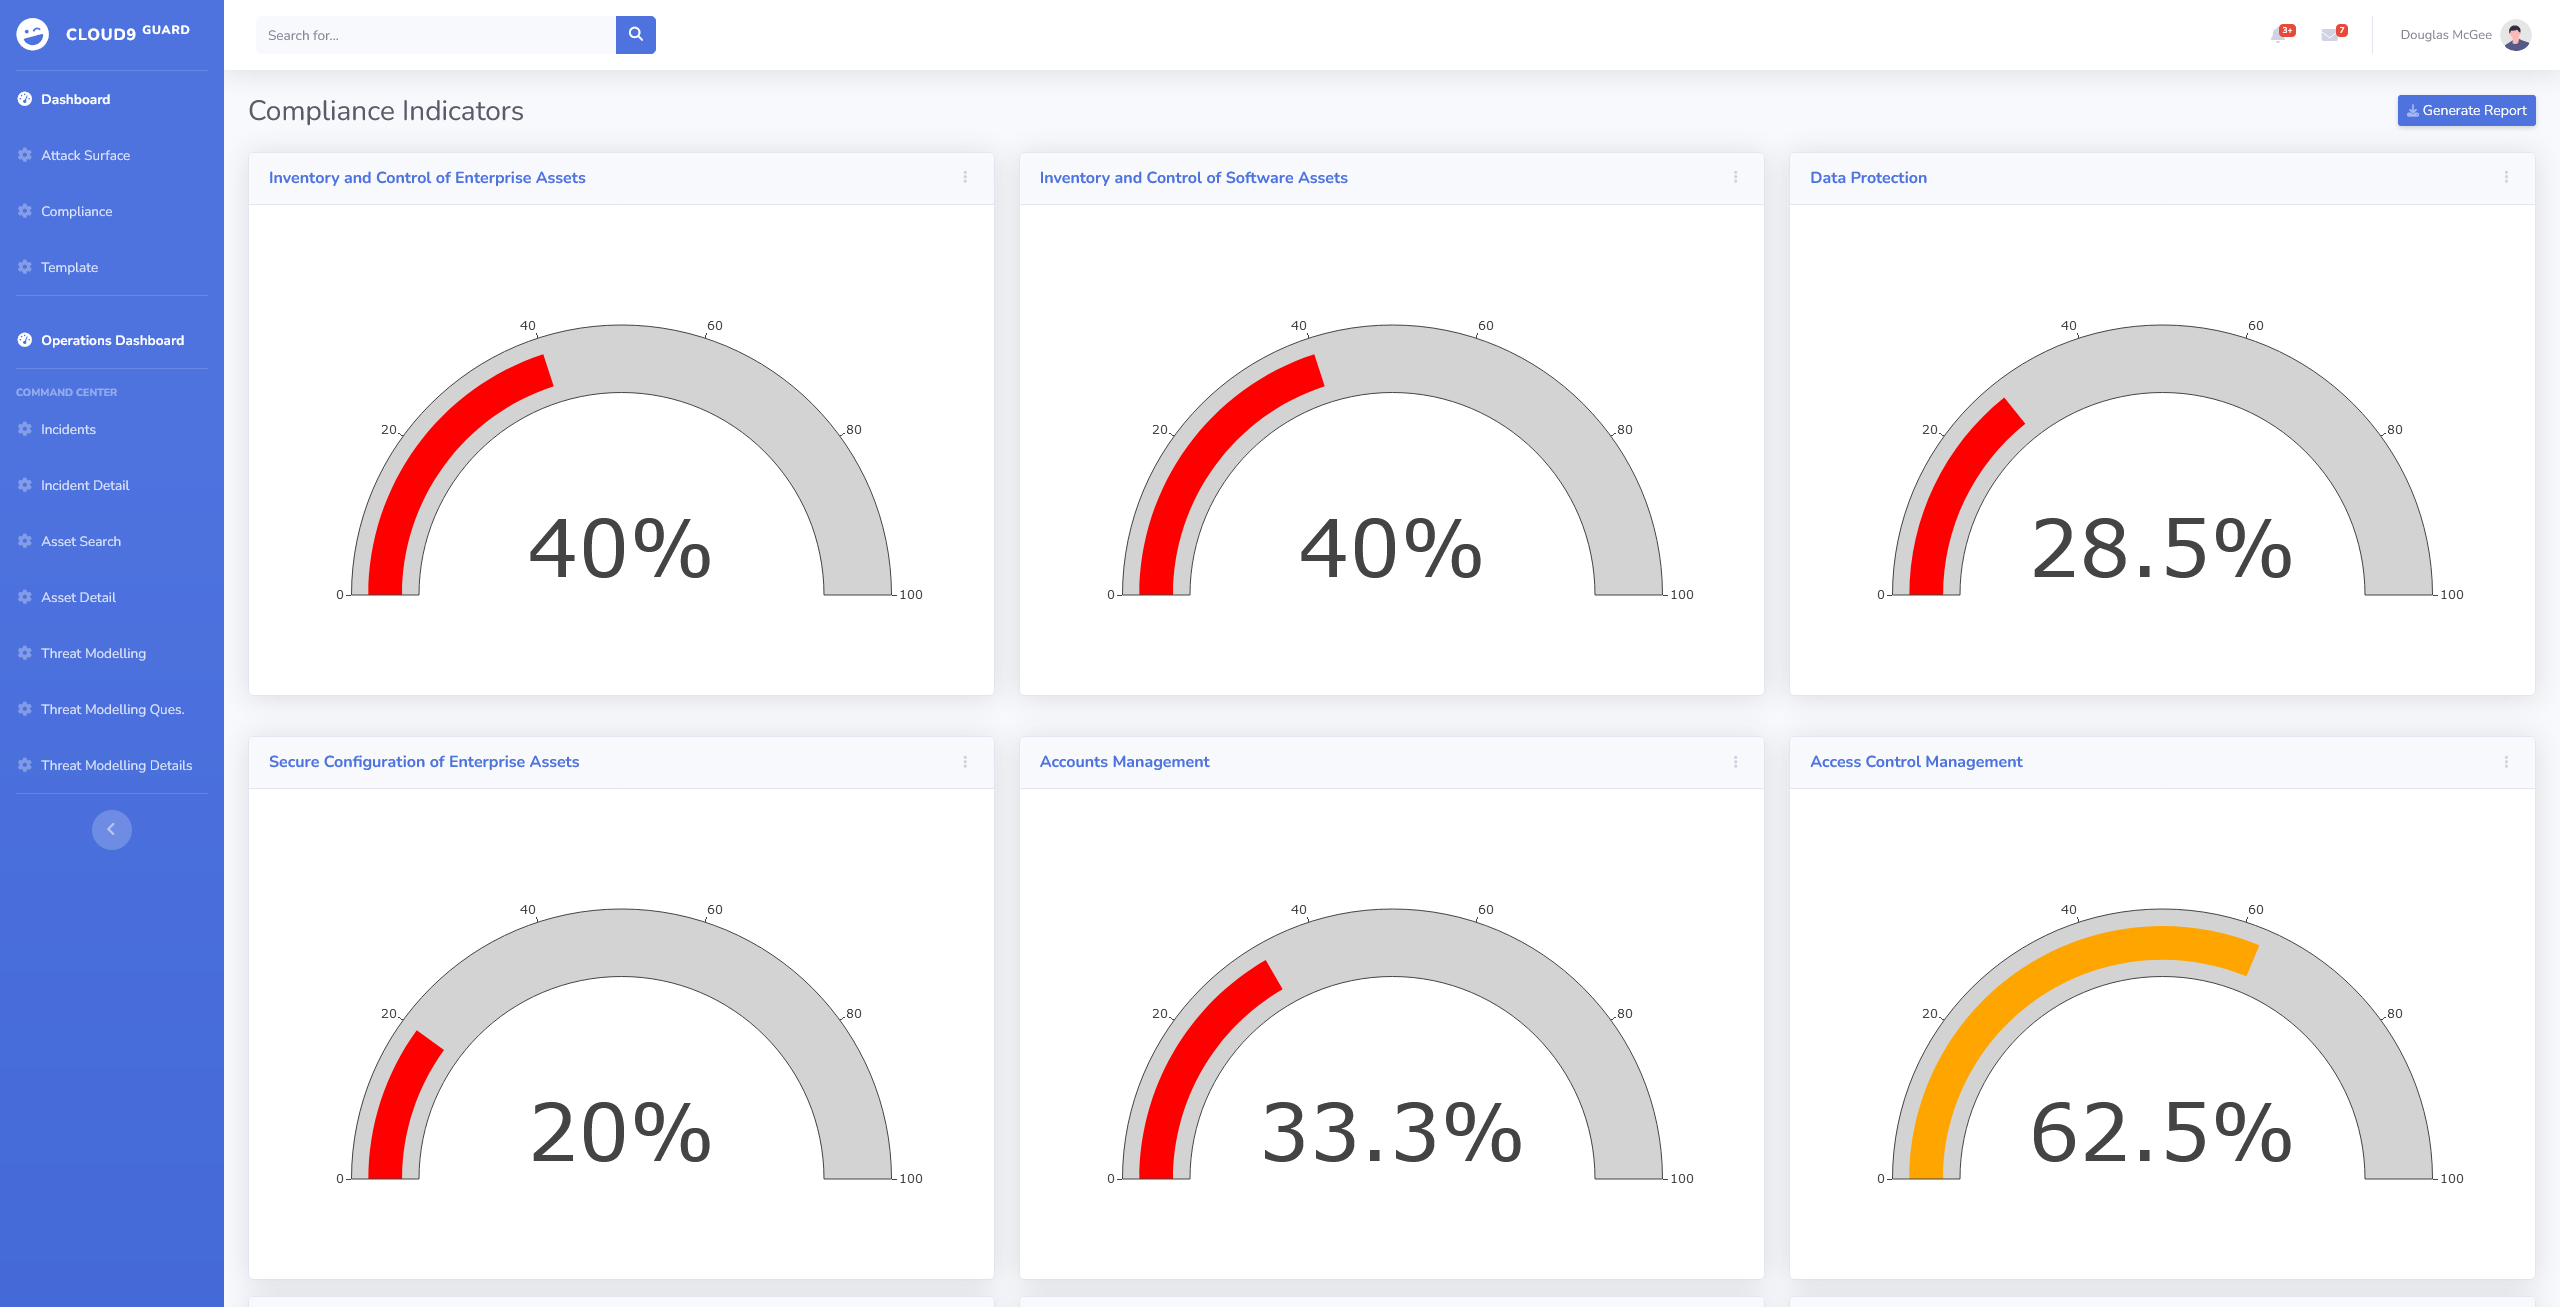 CLOUD9 GUARD
Dashboard
Attack Surface
Compliance
Template
Operations Dashboard
COMMAND CENTER
Incidents
Incident Detail
Asset Search
Asset Detail
Threat Modelling
Threat Modelling Ques.
Threat Modelling Details
Search for...
3+
7
Douglas McGee
Compliance Indicators
Generate Report
Inventory and Control of Enterprise Assets
0
20
40
60
80
100
40%
Inventory and Control of Software Assets
0
20
40
60
80
100
40%
Data Protection
0
20
40
60
80
100
28.5%
Secure Configuration of Enterprise Assets
0
20
40
60
80
100
20%
Accounts Management
0
20
40
60
80
100
33.3%
Access Control Management
0
20
40
60
80
100
62.5%